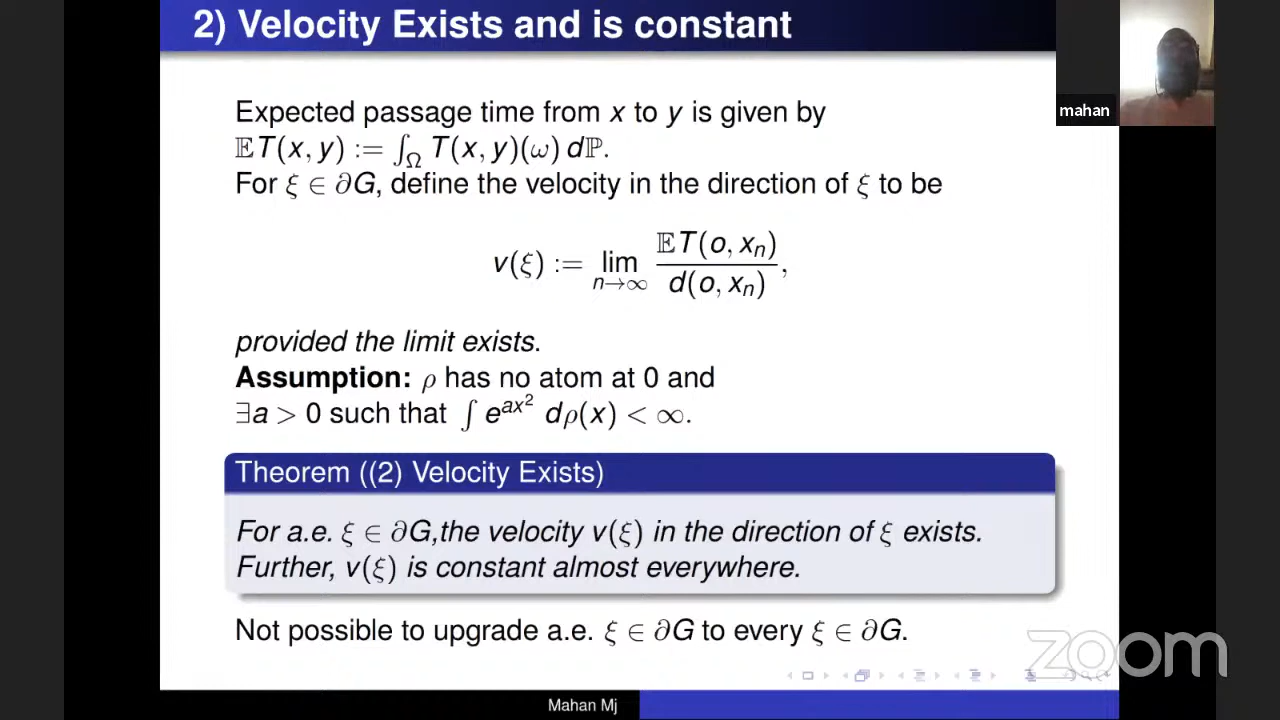 2) Velocity Exists and is constant
mahan
Expected passage time from x to y is given by
𝔼T(x, y) := ∫_Ω T(x, y)(ω) dℙ.
For ξ ∈ ∂G, define the velocity in the direction of ξ to be
v(ξ) := lim_{n→∞} 𝔼T(o, x_n) / d(o, x_n),
provided the limit exists.
Assumption: ρ has no atom at 0 and
∃a > 0 such that ∫ e^{ax²} dρ(x) < ∞.
Theorem ((2) Velocity Exists)
For a.e. ξ ∈ ∂G,the velocity v(ξ) in the direction of ξ exists.
Further, v(ξ) is constant almost everywhere.
Not possible to upgrade a.e. ξ ∈ ∂G to every ξ ∈ ∂G.
zoom
Mahan Mj